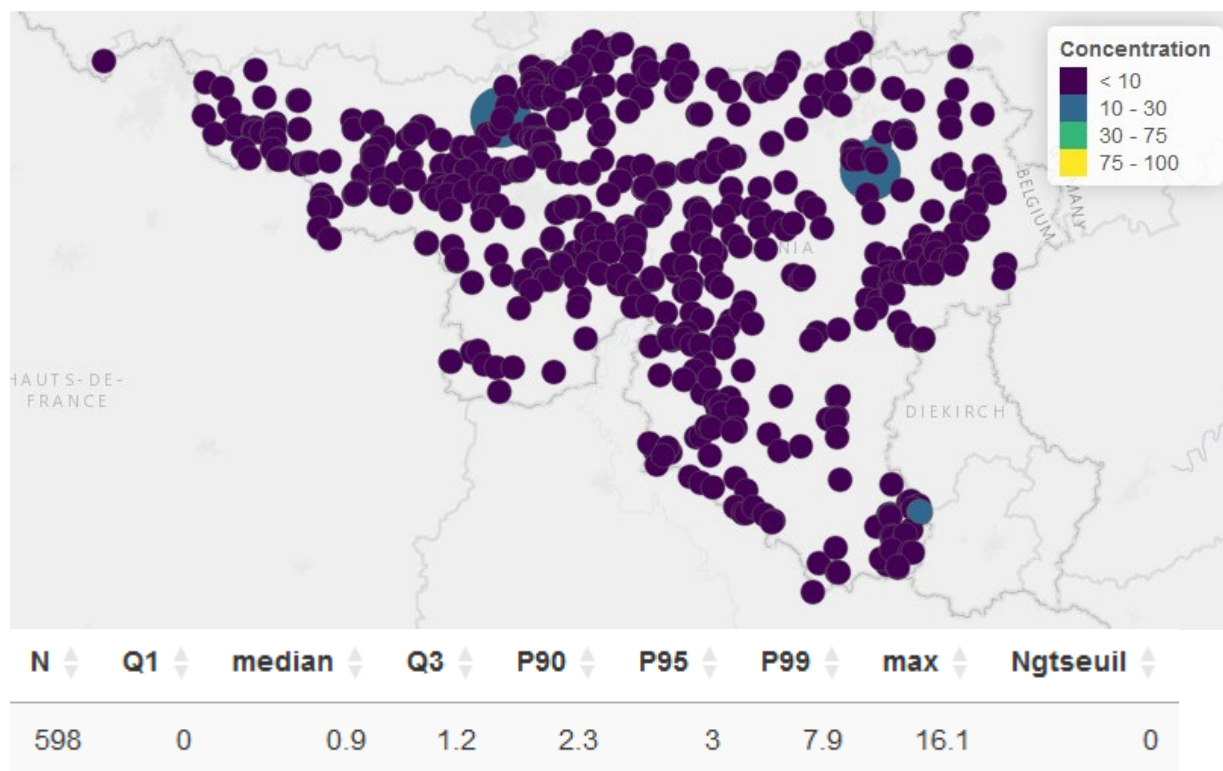 Concentration
< 10
10 - 30
30 - 75
75 - 100
BELGIUM
NIA
HAUTS-DE-
FRANCE
DIEKIRCH
N Q1 median Q3 P90 P95 P99 max Ngtseuil
598 0 0.9 1.2 2.3 3 7.9 16.1 0